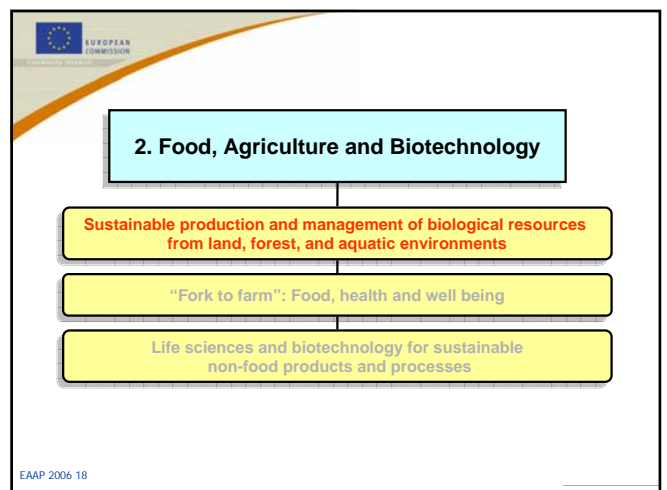 EUROPEAN
COMMISSION
Community research
2. Food, Agriculture and Biotechnology
Sustainable production and management of biological resources
from land, forest, and aquatic environments
“Fork to farm”: Food, health and well being
Life sciences and biotechnology for sustainable
non-food products and processes
EAAP 2006 18